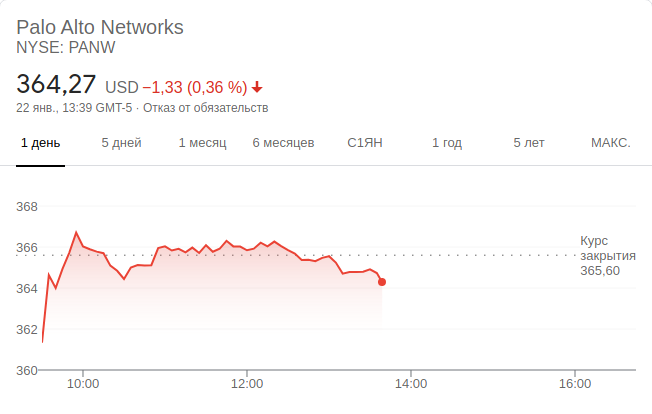 Palo Alto Networks
NYSE: PANW
364,27 USD −1,33 (0,36 %)
22 янв., 13:39 GMT-5 · Отказ от обязательств
1 день 5 дней 1 месяц 6 месяцев С1ЯН 1 год 5 лет МАКС.
368
366
364
362
360
Курс
закрытия
365,60
10:00 12:00 14:00 16:00